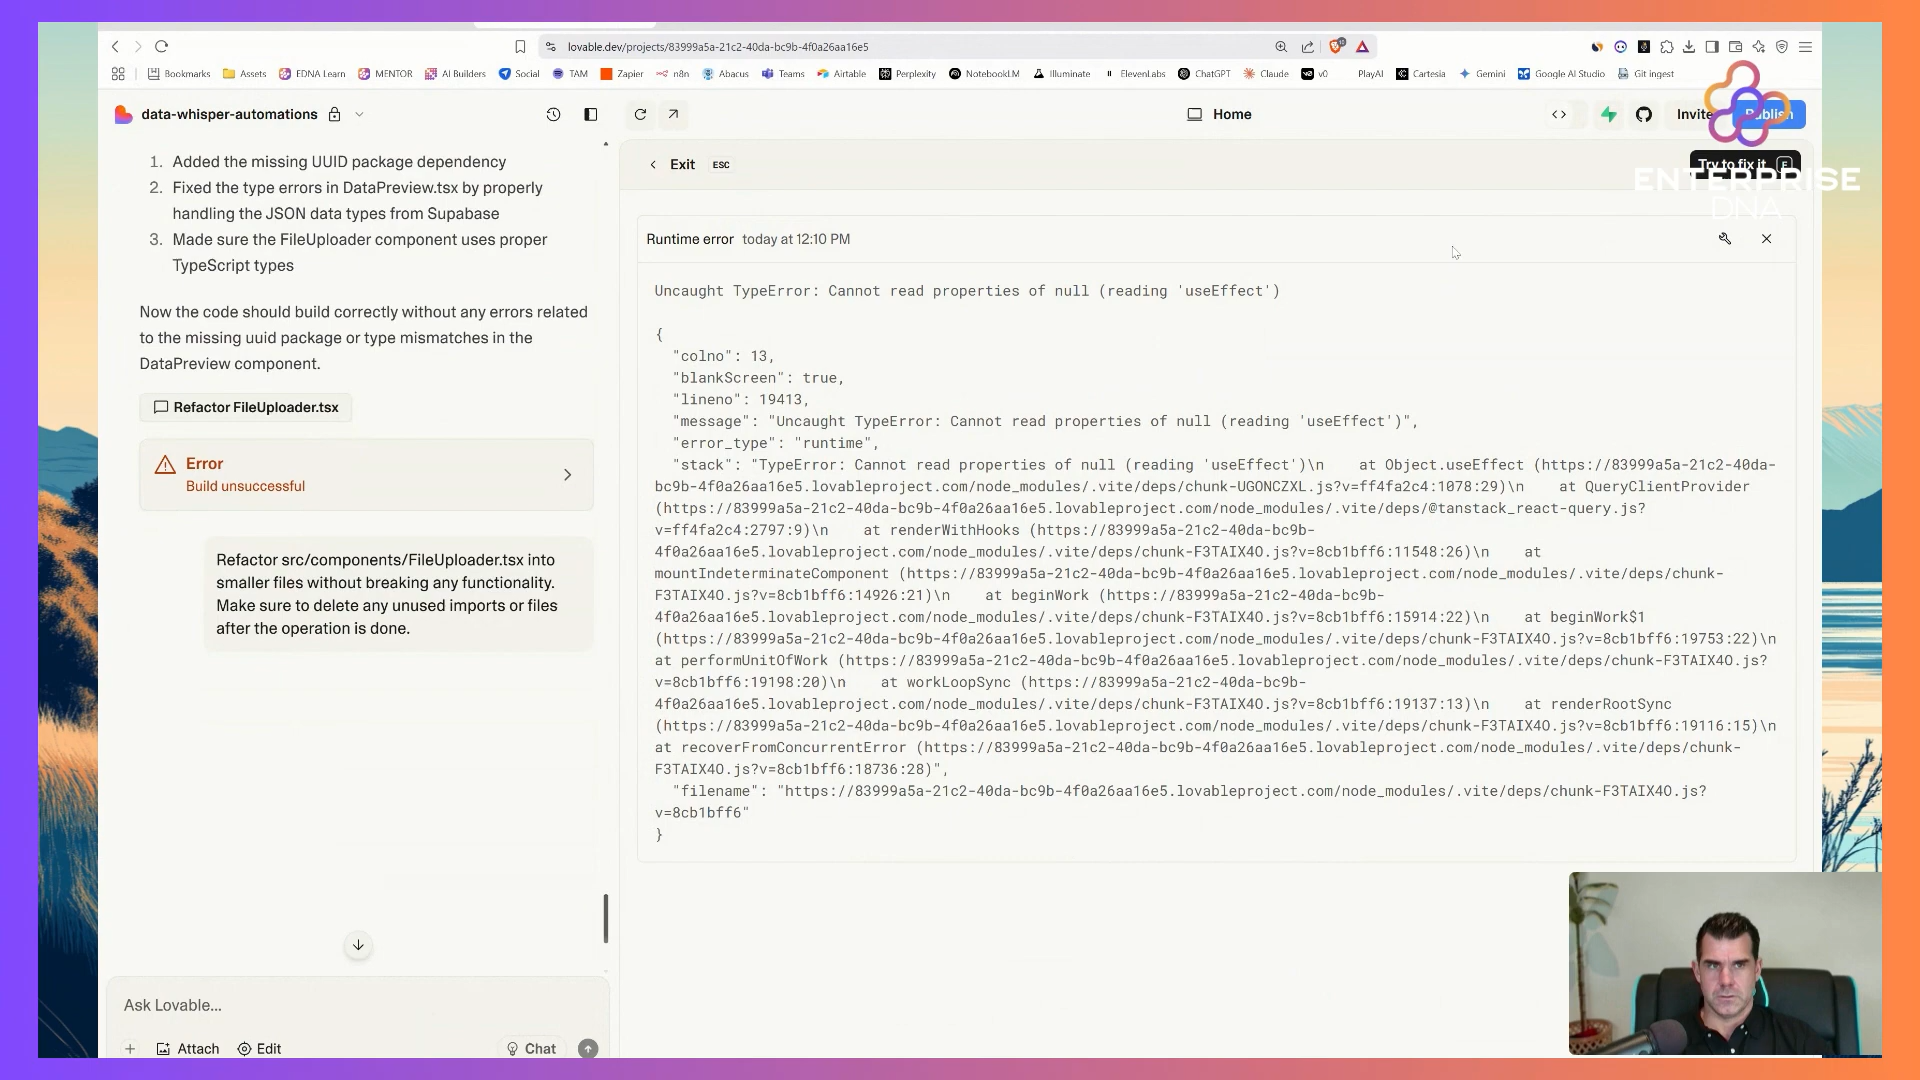 lovable.dev/projects/83999a5a-21c2-40da-bc9b-4f0a26aa16e5
Bookmarks Assets EDNA Learn MENTOR AI Builders Social TAM Zapier n8n Abacus Teams Airtable Perplexity NotebookLM Illuminate ElevenLabs ChatGPT Claude v0 PlayAI Cartesia Gemini Google AI Studio Git ingest
data-whisper-automations
Home
Invite
Publish
1. Added the missing UUID package dependency
2. Fixed the type errors in DataPreview.tsx by properly
handling the JSON data types from Supabase
3. Made sure the FileUploader component uses proper
TypeScript types
Now the code should build correctly without any errors related
to the missing uuid package or type mismatches in the
DataPreview component.
Refactor FileUploader.tsx
Error
Build unsuccessful
Refactor src/components/FileUploader.tsx into
smaller files without breaking any functionality.
Make sure to delete any unused imports or files
after the operation is done.
Ask Lovable...
Attach
Edit
Chat
Exit ESC
Try to fix it F
ENTERPRISE
DNA
Runtime error today at 12:10 PM
Uncaught TypeError: Cannot read properties of null (reading 'useEffect')
{
"colno": 13,
"blankScreen": true,
"lineno": 19413,
"message": "Uncaught TypeError: Cannot read properties of null (reading 'useEffect')",
"error_type": "runtime",
"stack": "TypeError: Cannot read properties of null (reading 'useEffect')\n at Object.useEffect (https://83999a5a-21c2-40da-
bc9b-4f0a26aa16e5.lovableproject.com/node_modules/.vite/deps/chunk-UGONCZXL.js?v=ff4fa2c4:1078:29)\n at QueryClientProvider
(https://83999a5a-21c2-40da-bc9b-4f0a26aa16e5.lovableproject.com/node_modules/.vite/deps/@tanstack_react-query.js?
v=ff4fa2c4:2797:9)\n at renderWithHooks (https://83999a5a-21c2-40da-bc9b-
4f0a26aa16e5.lovableproject.com/node_modules/.vite/deps/chunk-F3TAIX4O.js?v=8cb1bff6:11548:26)\n at
mountIndeterminateComponent (https://83999a5a-21c2-40da-bc9b-4f0a26aa16e5.lovableproject.com/node_modules/.vite/deps/chunk-
F3TAIX4O.js?v=8cb1bff6:14926:21)\n at beginWork (https://83999a5a-21c2-40da-bc9b-
4f0a26aa16e5.lovableproject.com/node_modules/.vite/deps/chunk-F3TAIX4O.js?v=8cb1bff6:15914:22)\n at beginWork$1
(https://83999a5a-21c2-40da-bc9b-4f0a26aa16e5.lovableproject.com/node_modules/.vite/deps/chunk-F3TAIX4O.js?v=8cb1bff6:19753:22)\n
at performUnitOfWork (https://83999a5a-21c2-40da-bc9b-4f0a26aa16e5.lovableproject.com/node_modules/.vite/deps/chunk-F3TAIX4O.js?
v=8cb1bff6:19198:20)\n at workLoopSync (https://83999a5a-21c2-40da-bc9b-
4f0a26aa16e5.lovableproject.com/node_modules/.vite/deps/chunk-F3TAIX4O.js?v=8cb1bff6:19137:13)\n at renderRootSync
(https://83999a5a-21c2-40da-bc9b-4f0a26aa16e5.lovableproject.com/node_modules/.vite/deps/chunk-F3TAIX4O.js?v=8cb1bff6:19116:15)\n
at recoverFromConcurrentError (https://83999a5a-21c2-40da-bc9b-4f0a26aa16e5.lovableproject.com/node_modules/.vite/deps/chunk-
F3TAIX4O.js?v=8cb1bff6:18736:28)",
"filename": "https://83999a5a-21c2-40da-bc9b-4f0a26aa16e5.lovableproject.com/node_modules/.vite/deps/chunk-F3TAIX4O.js?
v=8cb1bff6"
}